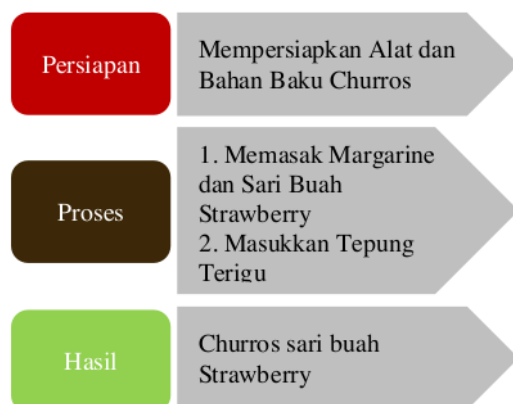 Persiapan
Mempersiapkan Alat dan
Bahan Baku Churros
Proses
1. Memasak Margarine
dan Sari Buah
Strawberry
2. Masukkan Tepung
Terigu
Hasil
Churros sari buah
Strawberry